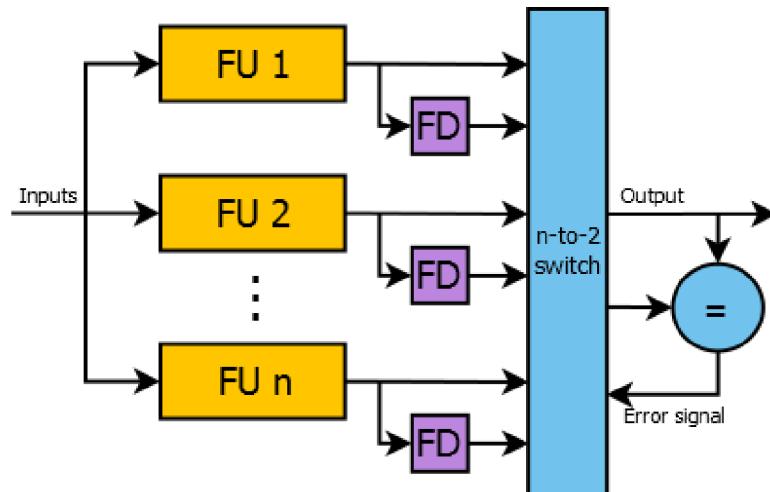 FU 1
FD
Inputs
FU 2
Output
n-to-2
switch
FD
=
FU n
Error signal
FD